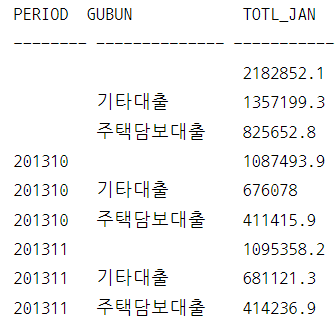 PERIOD GUBUN TOTL_JAN
-------- -------------- -----------
2182852.1
기타대출 1357199.3
주택담보대출 825652.8
201310 1087493.9
201310 기타대출 676078
201310 주택담보대출 411415.9
201311 1095358.2
201311 기타대출 681121.3
201311 주택담보대출 414236.9